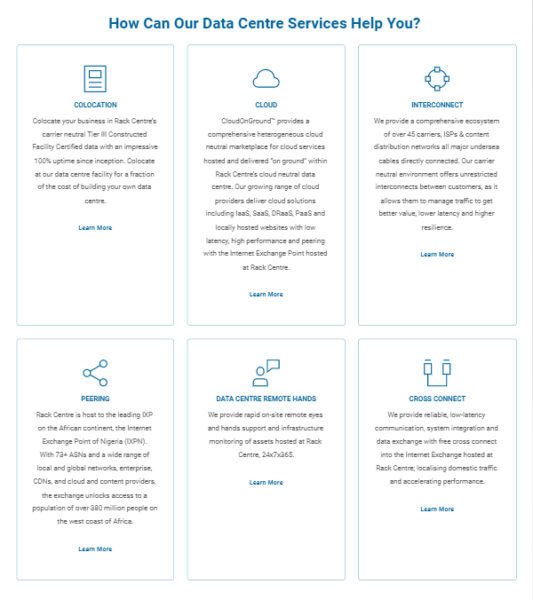 How Can Our Data Centre Services Help You?
COLOCATION
Colocate your business in Rack Centre's
carrier neutral Tier III Constructed
Facility Certified data with an impressive
100% uptime since inception. Colocate
at our data centre facility for a fraction
of the cost of building your own data
centre.
Learn More
CLOUD
CloudOnGround™ provides a
comprehensive heterogeneous cloud
neutral marketplace for cloud services
hosted and delivered "on ground" within
Rack Centre's cloud neutral data
centre. Our growing range of cloud
providers deliver cloud solutions
including IaaS, SaaS, DRaaS, PaaS and
locally hosted websites with low
latency, high performance and peering
with the Internet Exchange Point hosted
at Rack Centre.
Learn More
INTERCONNECT
We provide a comprehensive ecosystem
of over 45 carriers, ISPs & content
distribution networks all major undersea
cables directly connected. Our carrier
neutral environment offers unrestricted
interconnects between customers, as it
allows them to manage traffic to get
better value, lower latency and higher
resilience.
Learn More
PEERING
Rack Centre is host to the leading IXP
on the African continent, the Internet
Exchange Point of Nigeria (IXPN).
With 73+ ASNs and a wide range of
local and global networks, enterprise,
CDNs, and cloud and content providers,
the exchange unlocks access to a
population of over 380 million people on
the west coast of Africa.
Learn More
DATA CENTRE REMOTE HANDS
We provide rapid on-site remote eyes
and hands support and infrastructure
monitoring of assets hosted at Rack
Centre, 24x7x365.
Learn More
CROSS CONNECT
We provide reliable, low-latency
communication, system integration and
data exchange with free cross connect
into the Internet Exchange hosted at
Rack Centre; localising domestic traffic
and accelerating performance.
Learn More